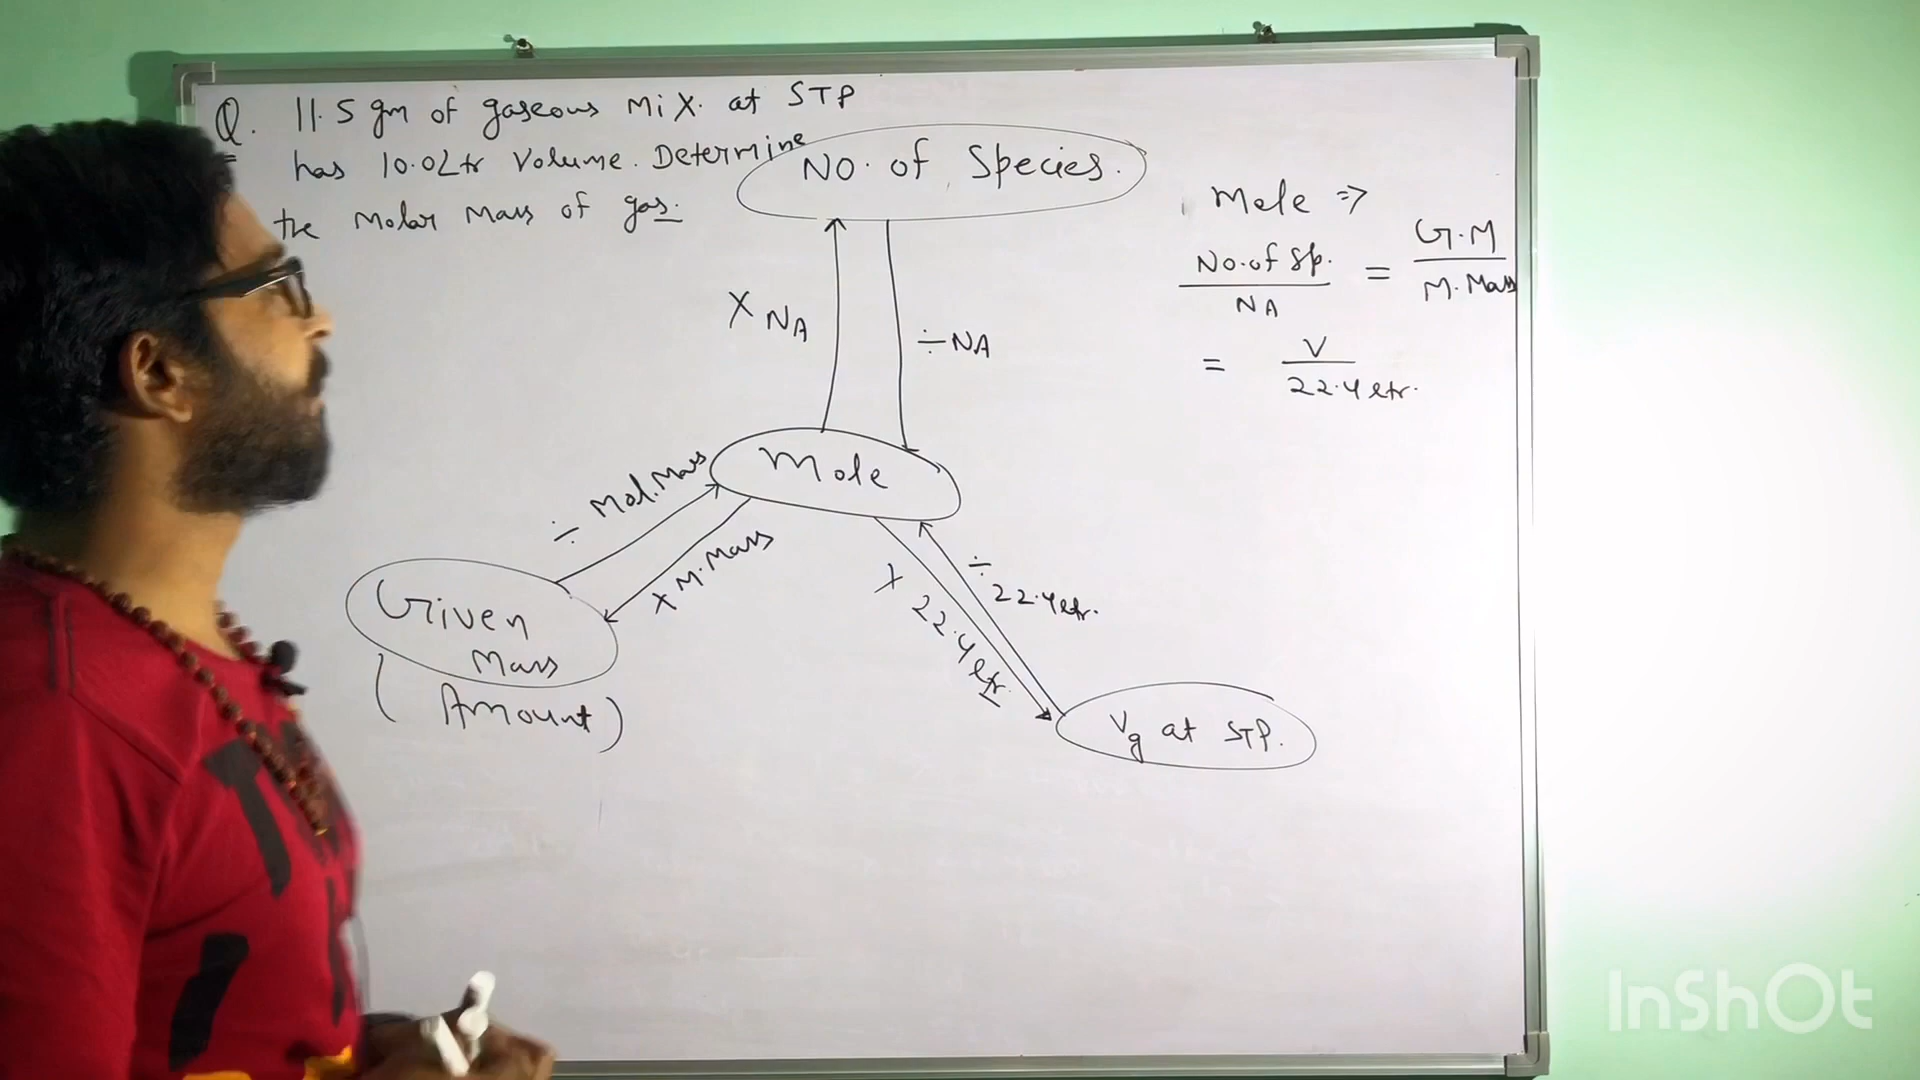 Q. 11.5 gm of gaseous Mix. at STP
has 10.0Ltr Volume. Determine
the Molar Mass of gas.
NO. of Species.
Mole =>
No. of Sp. = G.M
NA M. Mass
= V
22.4 ltr.
X NA
÷ NA
Mole
÷ Mol. Mass
X M. Mass
÷ 22.4 ltr.
X 22.4 ltr.
Given
Mass
( Amount )
Vg at STP.
InShOt